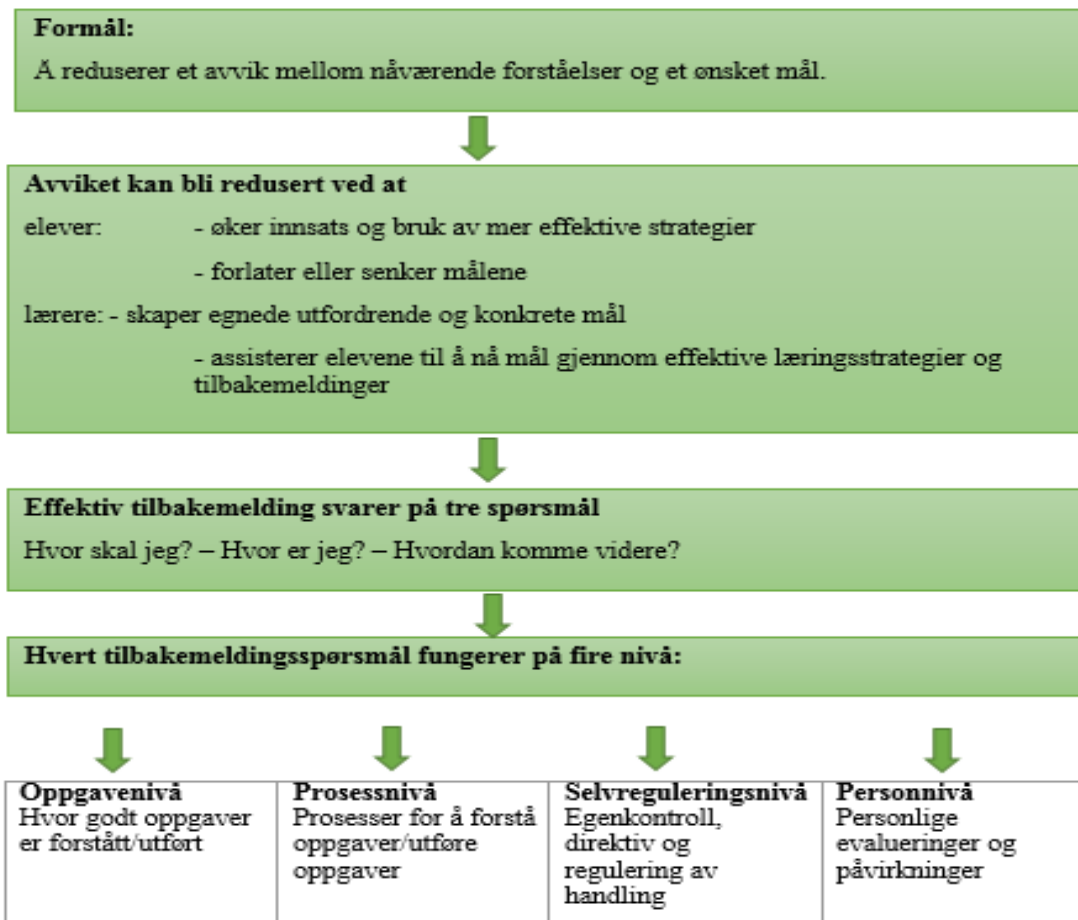 Formål:
Å reduserer et avvik mellom nåværende forståelser og et ønsket mål.
Avviket kan bli redusert ved at
elever: - øker innsats og bruk av mer effektive strategier
- forlater eller senker målene
lærere: - skaper egnede utfordrende og konkrete mål
- assisterer elevene til å nå mål gjennom effektive læringsstrategier og
tilbakemeldinger
Effektiv tilbakemelding svarer på tre spørsmål
Hvor skal jeg? – Hvor er jeg? – Hvordan komme videre?
Hvert tilbakemeldingsspørsmål fungerer på fire nivå:
Oppgavenivå
Hvor godt oppgaver
er forstått/utført
Prosessnivå
Prosesser for å forstå
oppgaver/utføre
oppgaver
Selvreguleringsnivå
Egenkontroll,
direktiv og
regulering av
handling
Personnivå
Personlige
evalueringer og
påvirkninger